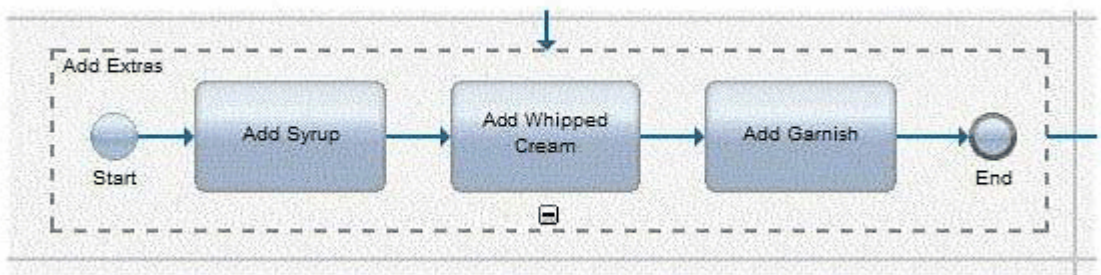 Add Extras
Add Syrup
Add Whipped
Cream
Add Garnish
Start
End